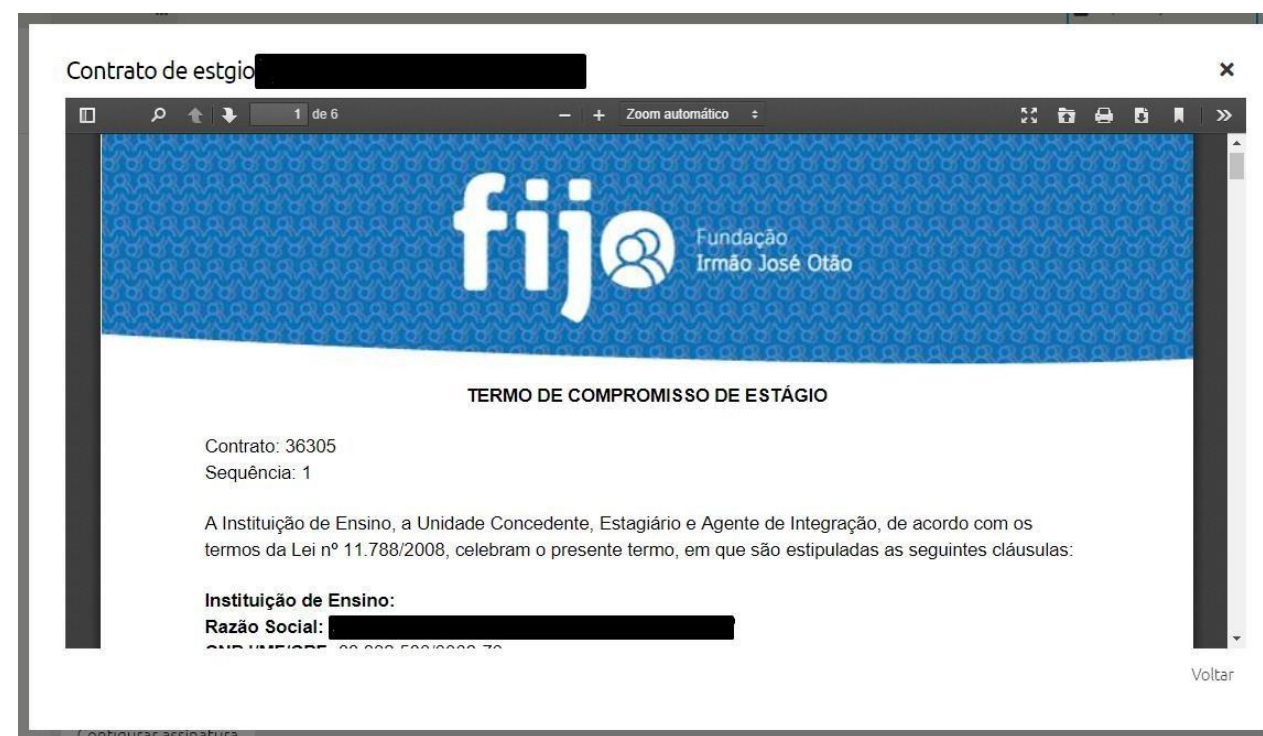 Contrato de estgio
1 de 6
Zoom automático
fijo
Fundação
Irmão José Otão
TERMO DE COMPROMISSO DE ESTÁGIO
Contrato: 36305
Sequência: 1
A Instituição de Ensino, a Unidade Concedente, Estagiário e Agente de Integração, de acordo com os
termos da Lei nº 11.788/2008, celebram o presente termo, em que são estipuladas as seguintes cláusulas:
Instituição de Ensino:
Razão Social:
Voltar
Configurar assinatura